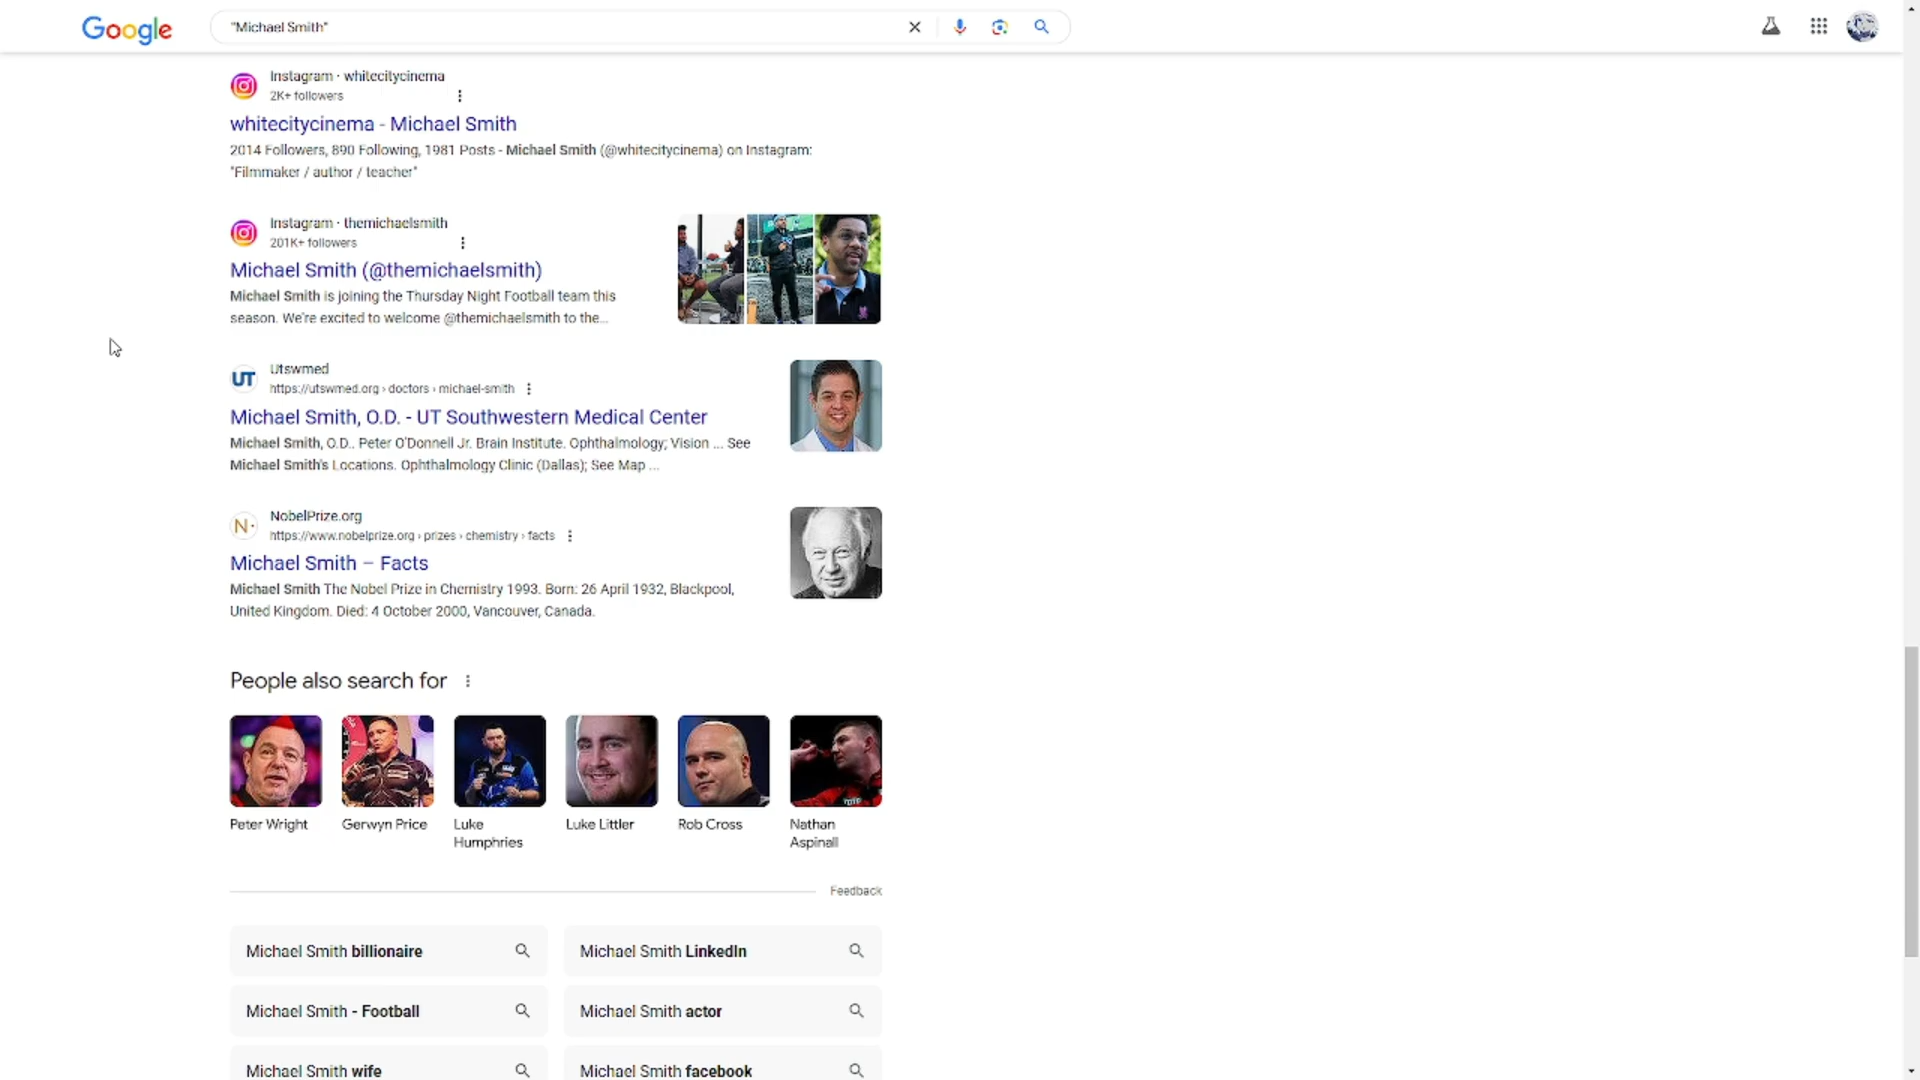 Google
"Michael Smith"
Instagram · whitecitycinema
2K+ followers
whitecitycinema - Michael Smith
2014 Followers, 890 Following, 1981 Posts - Michael Smith (@whitecitycinema) on Instagram:
"Filmmaker / author / teacher"
Instagram · themichaelsmith
201K+ followers
Michael Smith (@themichaelsmith)
Michael Smith is joining the Thursday Night Football team this
season. We're excited to welcome @themichaelsmith to the...
UT
Utswmed
https://utswmed.org › doctors › michael-smith
Michael Smith, O.D. - UT Southwestern Medical Center
Michael Smith, O.D.. Peter O'Donnell Jr. Brain Institute. Ophthalmology; Vision ... See
Michael Smith's Locations. Ophthalmology Clinic (Dallas); See Map ...
N·
NobelPrize.org
https://www.nobelprize.org › prizes › chemistry › facts
Michael Smith – Facts
Michael Smith The Nobel Prize in Chemistry 1993. Born: 26 April 1932, Blackpool,
United Kingdom. Died: 4 October 2000, Vancouver, Canada.
People also search for
Peter Wright
Gerwyn Price
Luke
Humphries
Luke Littler
Rob Cross
Nathan
Aspinall
Feedback
Michael Smith billionaire
Michael Smith LinkedIn
Michael Smith - Football
Michael Smith actor
Michael Smith wife
Michael Smith facebook